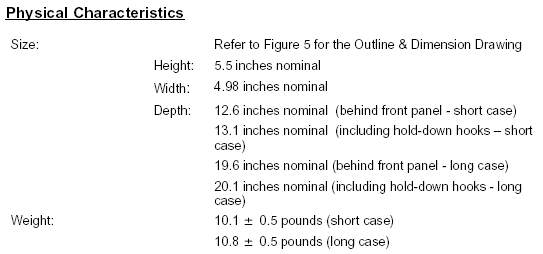 Physical Characteristics
Size: Refer to Figure 5 for the Outline & Dimension Drawing
Height: 5.5 inches nominal
Width: 4.98 inches nominal
Depth: 12.6 inches nominal (behind front panel - short case)
13.1 inches nominal (including hold-down hooks – short
case)
19.6 inches nominal (behind front panel - long case)
20.1 inches nominal (including hold-down hooks - long
case)
Weight: 10.1 ± 0.5 pounds (short case)
10.8 ± 0.5 pounds (long case)